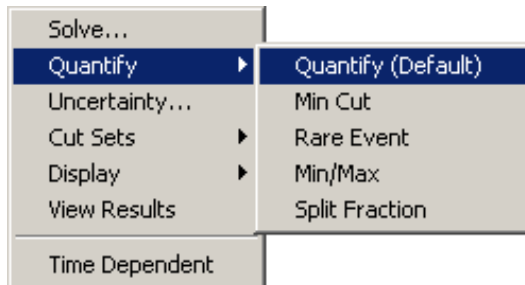 Solve...
Quantify
Uncertainty...
Cut Sets
Display
View Results
Time Dependent
Quantify (Default)
Min Cut
Rare Event
Min/Max
Split Fraction